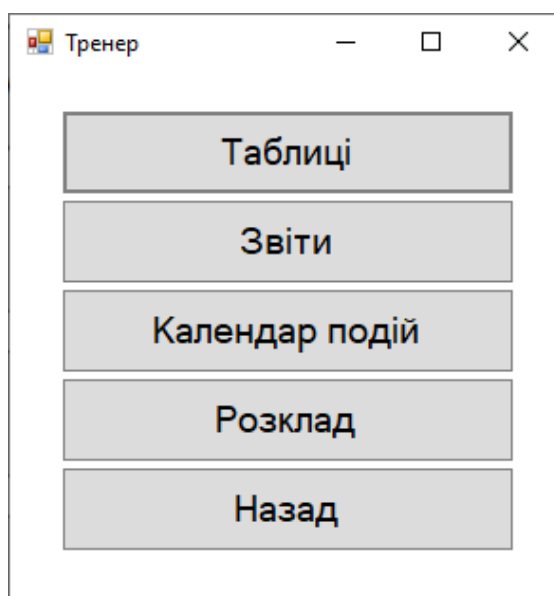 Тренер
Таблиці
Звіти
Календар подій
Розклад
Назад